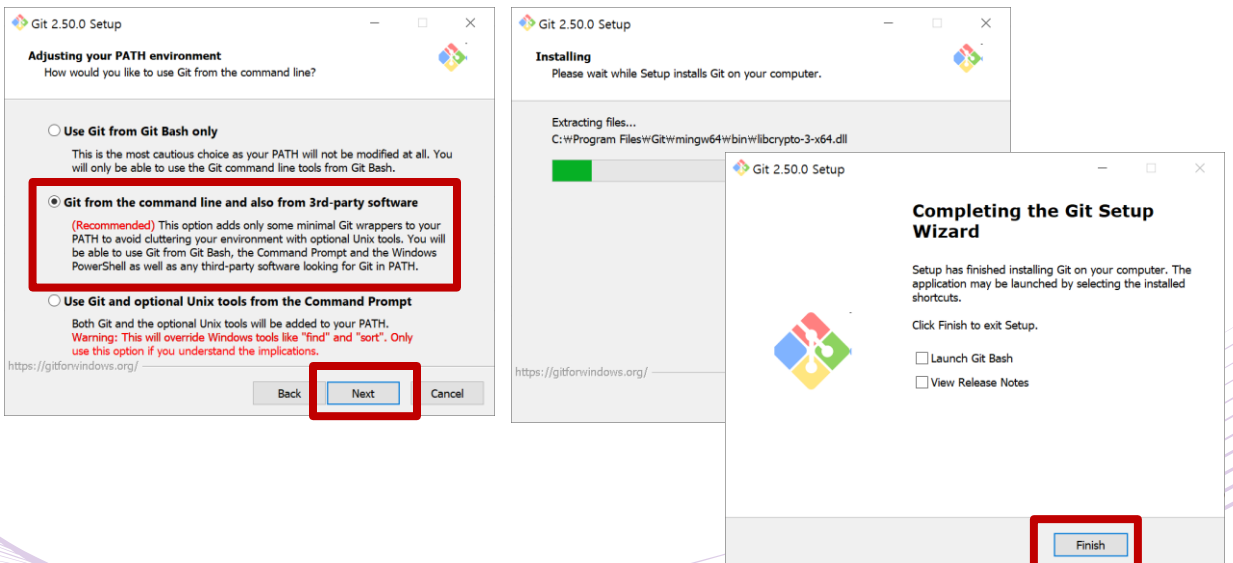 Git 2.50.0 Setup
Adjusting your PATH environment
How would you like to use Git from the command line?
Use Git from Git Bash only
This is the most cautious choice as your PATH will not be modified at all. You
will only be able to use the Git command line tools from Git Bash.
Git from the command line and also from 3rd-party software
(Recommended) This option adds only some minimal Git wrappers to your
PATH to avoid cluttering your environment with optional Unix tools. You will
be able to use Git from Git Bash, the Command Prompt and the Windows
PowerShell as well as any third-party software looking for Git in PATH.
Use Git and optional Unix tools from the Command Prompt
Both Git and the optional Unix tools will be added to your PATH.
Warning: This will override Windows tools like "find" and "sort". Only
use this option if you understand the implications.
https://gitforwindows.org/
Back
Next
Cancel
Git 2.50.0 Setup
Installing
Please wait while Setup installs Git on your computer.
Extracting files...
C:₩Program Files₩Git₩mingw64₩bin₩libcrypto-3-x64.dll
https://gitforwindows.org/
Git 2.50.0 Setup
Completing the Git Setup
Wizard
Setup has finished installing Git on your computer. The
application may be launched by selecting the installed
shortcuts.
Click Finish to exit Setup.
Launch Git Bash
View Release Notes
Finish